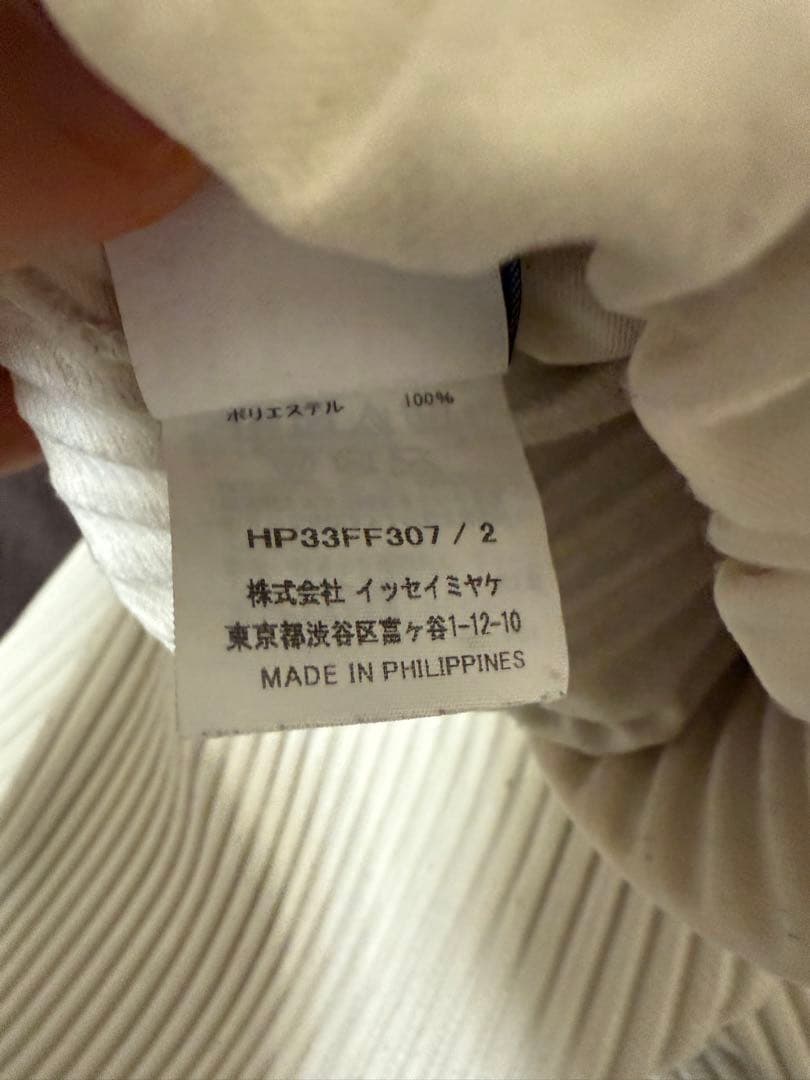 ポリエステル 100%
HP33FF307 / 2
株式会社 イッセイミヤケ
東京都渋谷区富ヶ谷1-12-10
MADE IN PHILIPPINES